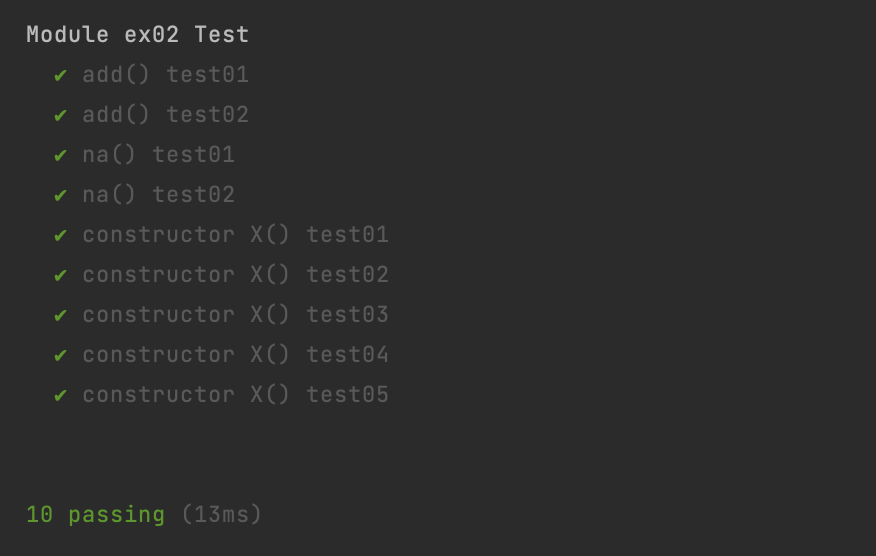 Module ex02 Test
✔ add() test01
✔ add() test02
✔ na() test01
✔ na() test02
✔ constructor X() test01
✔ constructor X() test02
✔ constructor X() test03
✔ constructor X() test04
✔ constructor X() test05
10 passing (13ms)